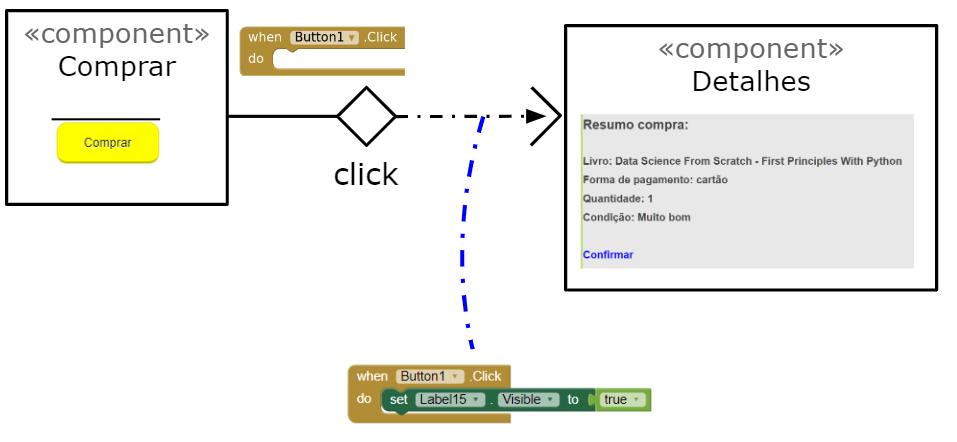 «component»
Comprar
Comprar
when Button1 .Click
do
click
«component»
Detalhes
Resumo compra:
Livro: Data Science From Scratch - First Principles With Python
Forma de pagamento: cartão
Quantidade: 1
Condição: Muito bom
Confirmar
when Button1 .Click
do set Label15 . Visible to true